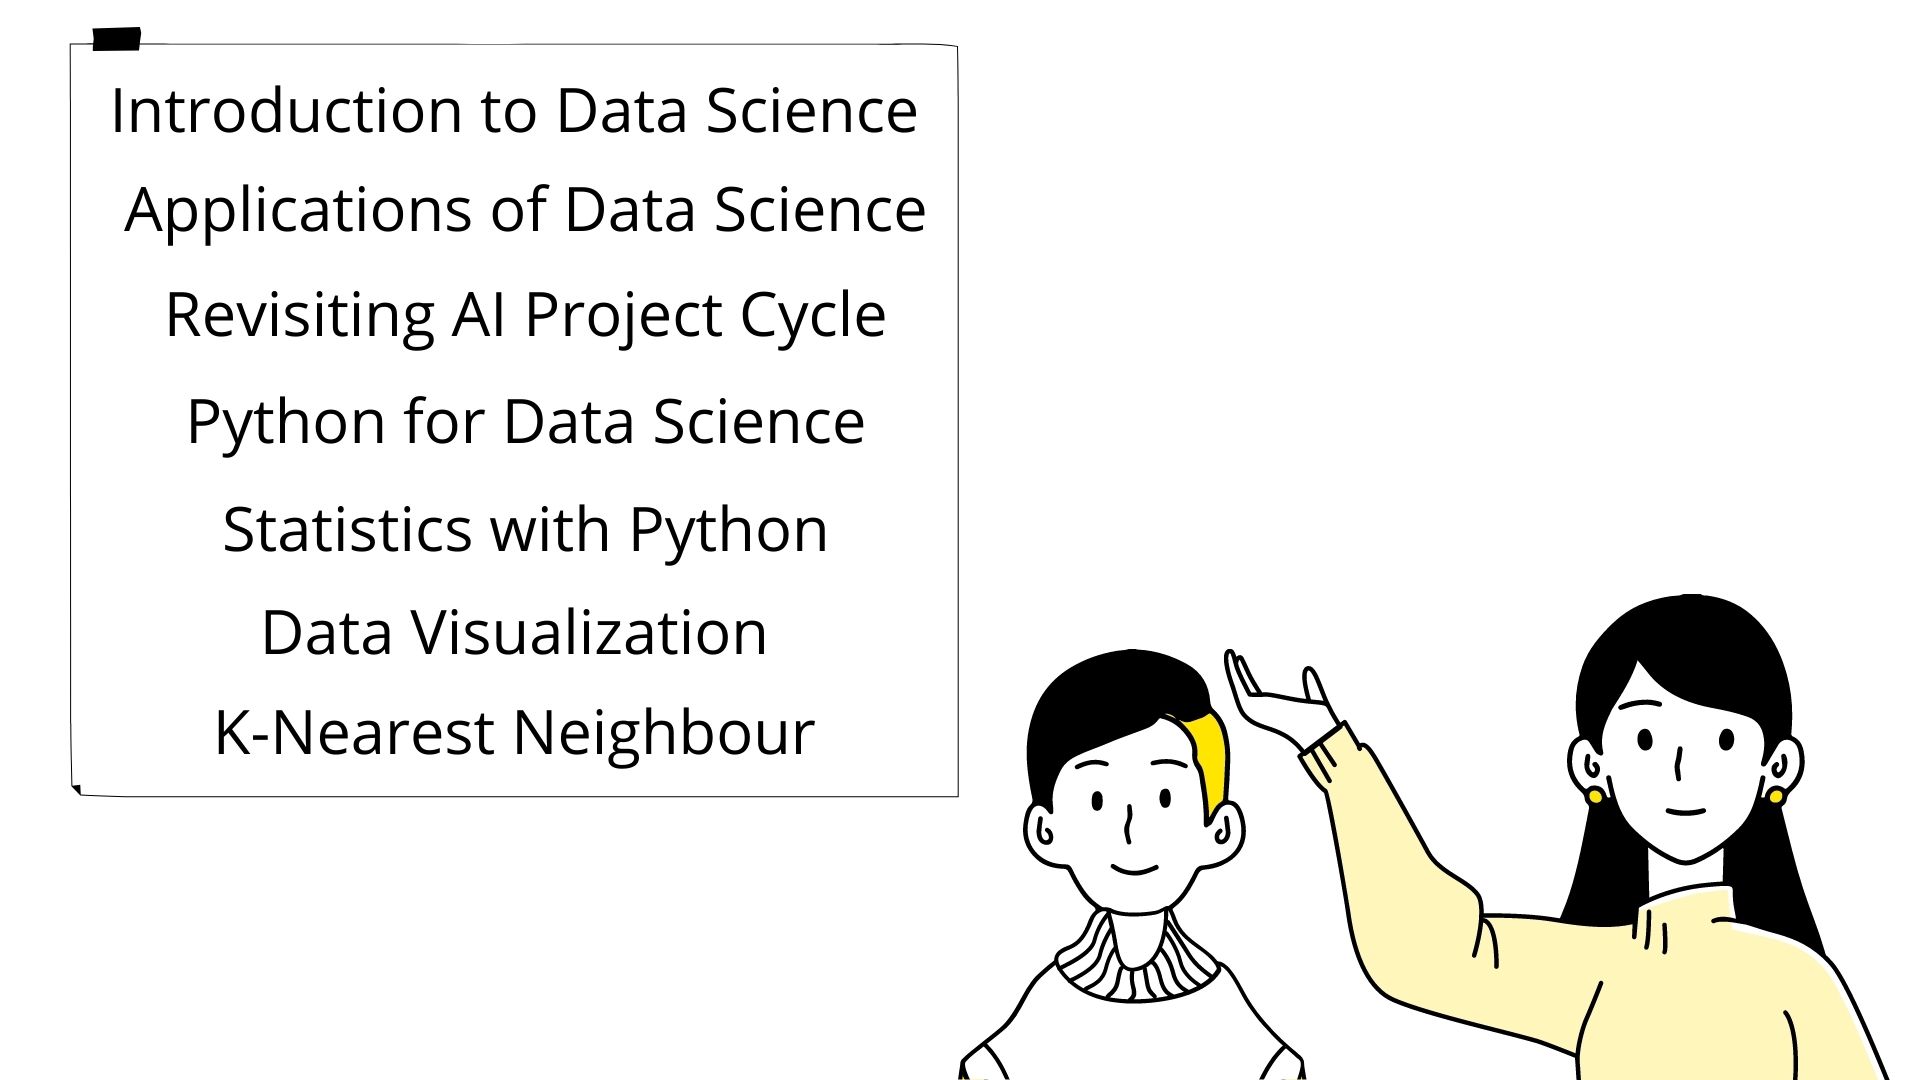 Introduction to Data Science
Applications of Data Science
Revisiting AI Project Cycle
Python for Data Science
Statistics with Python
Data Visualization
K-Nearest Neighbour